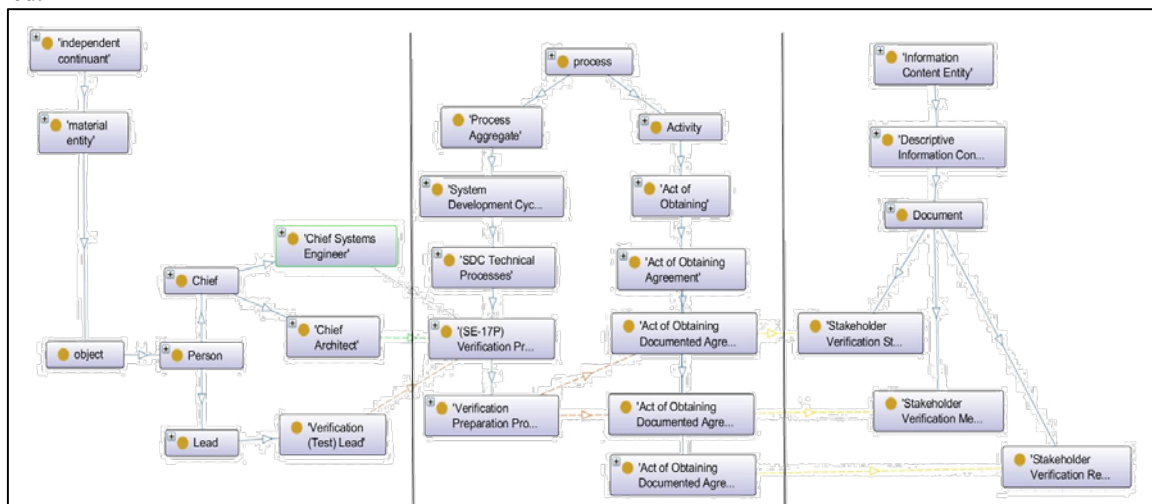 'independent
continuant'
'material
entity'
object
Person
Chief
'Chief Systems
Engineer'
'Chief
Architect'
Lead
'Verification
(Test) Lead'
process
'Process
Aggregate'
Activity
'System
Development Cyc...
'Act of
Obtaining'
'SDC Technical
Processes'
'Act of Obtaining
Agreement'
'(SE-17P)
Verification Pr...
'Act of Obtaining
Documented Agre...
'Verification
Preparation Pro...
'Act of Obtaining
Documented Agre...
'Act of Obtaining
Documented Agre...
'Information
Content Entity'
'Descriptive
Information Con...
Document
'Stakeholder
Verification St...
'Stakeholder
Verification Me...
'Stakeholder
Verification Re...